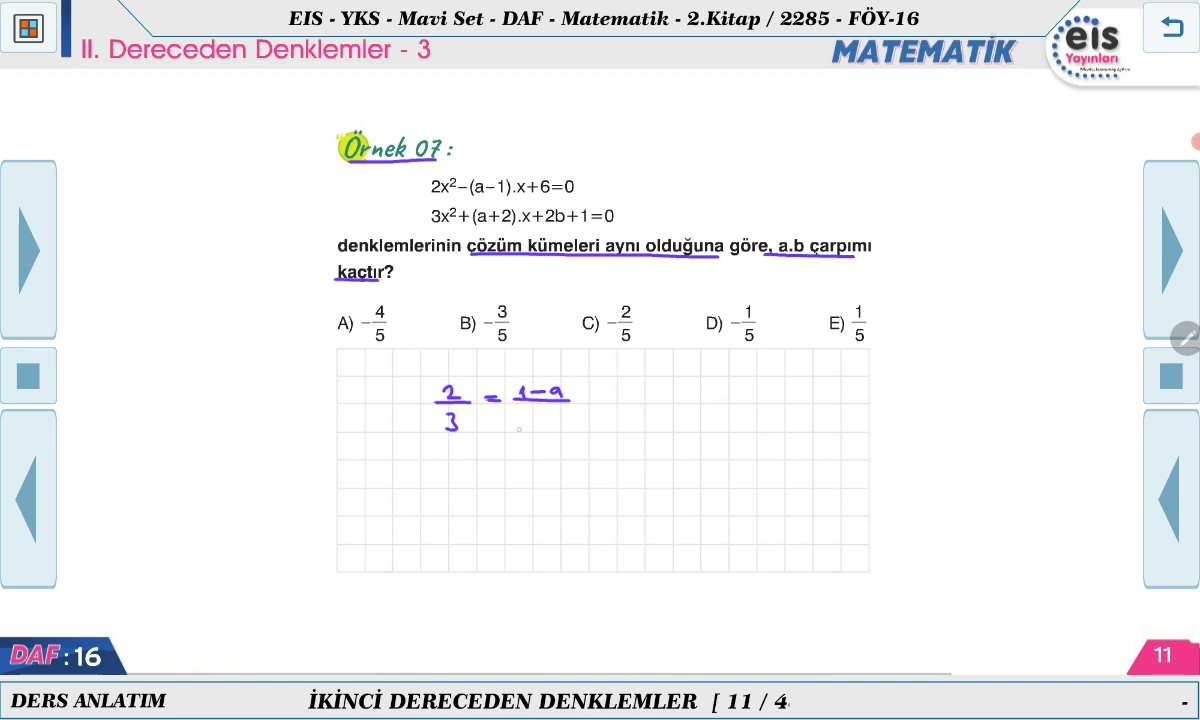 EIS - YKS - Mavi Set - DAF - Matematik - 2.Kitap / 2285 - FÖY-16
II. Dereceden Denklemler - 3
MATEMATİK
eis
Yayınları
Örnek 07 :
2x²−(a−1).x+6=0
3x²+(a+2).x+2b+1=0
denklemlerinin çözüm kümeleri aynı olduğuna göre, a.b çarpımı
kaçtır?
A) −4/5 B) −3/5 C) −2/5 D) −1/5 E) 1/5
2/3 = 1−a
DAF : 16
11
DERS ANLATIM
İKİNCİ DERECEDEN DENKLEMLER [ 11 / 4
-